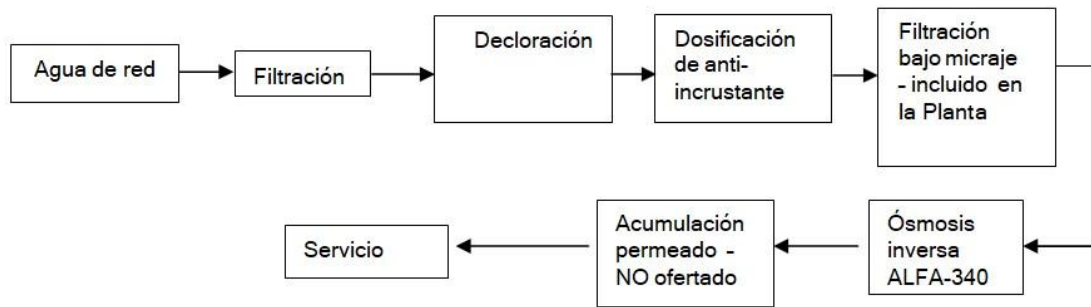 Agua de red
Filtración
Decloración
Dosificación
de anti-
incrustante
Filtración
bajo micraje
- incluido en
la Planta
Ósmosis
inversa
ALFA-340
Acumulación
permeado -
NO ofertado
Servicio